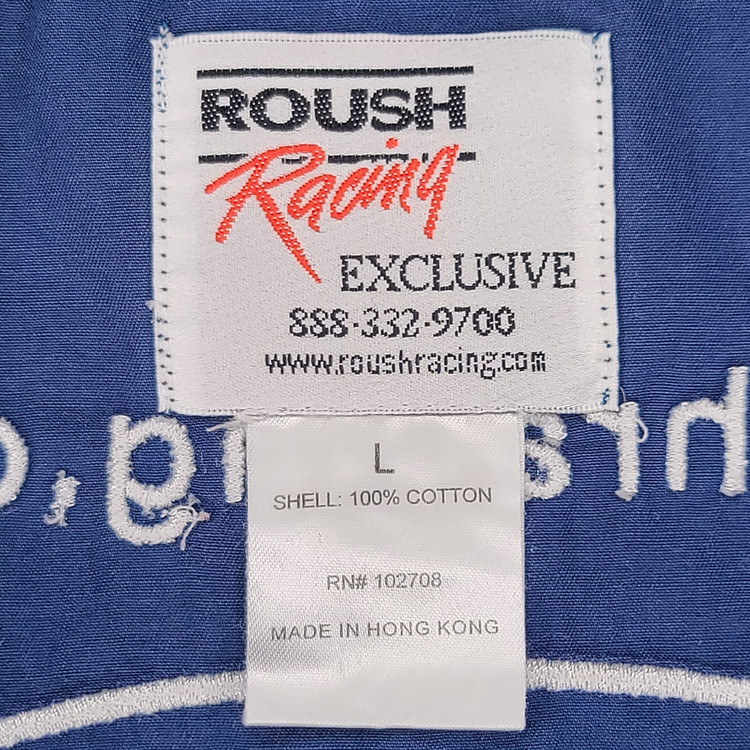 ROUSH
Racing
EXCLUSIVE
888-332-9700
www.roushracing.com
L
SHELL: 100% COTTON
RN# 102708
MADE IN HONG KONG